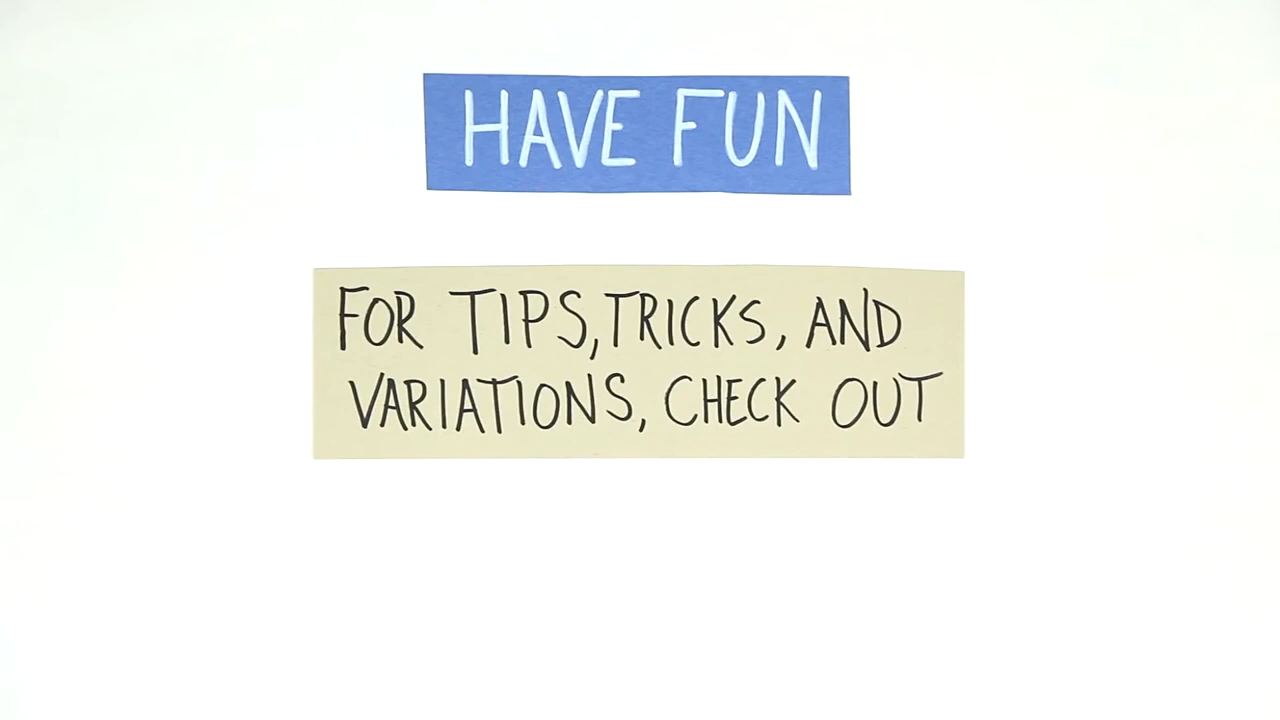 HAVE FUN
FOR TIPS, TRICKS, AND
VARIATIONS, CHECK OUT